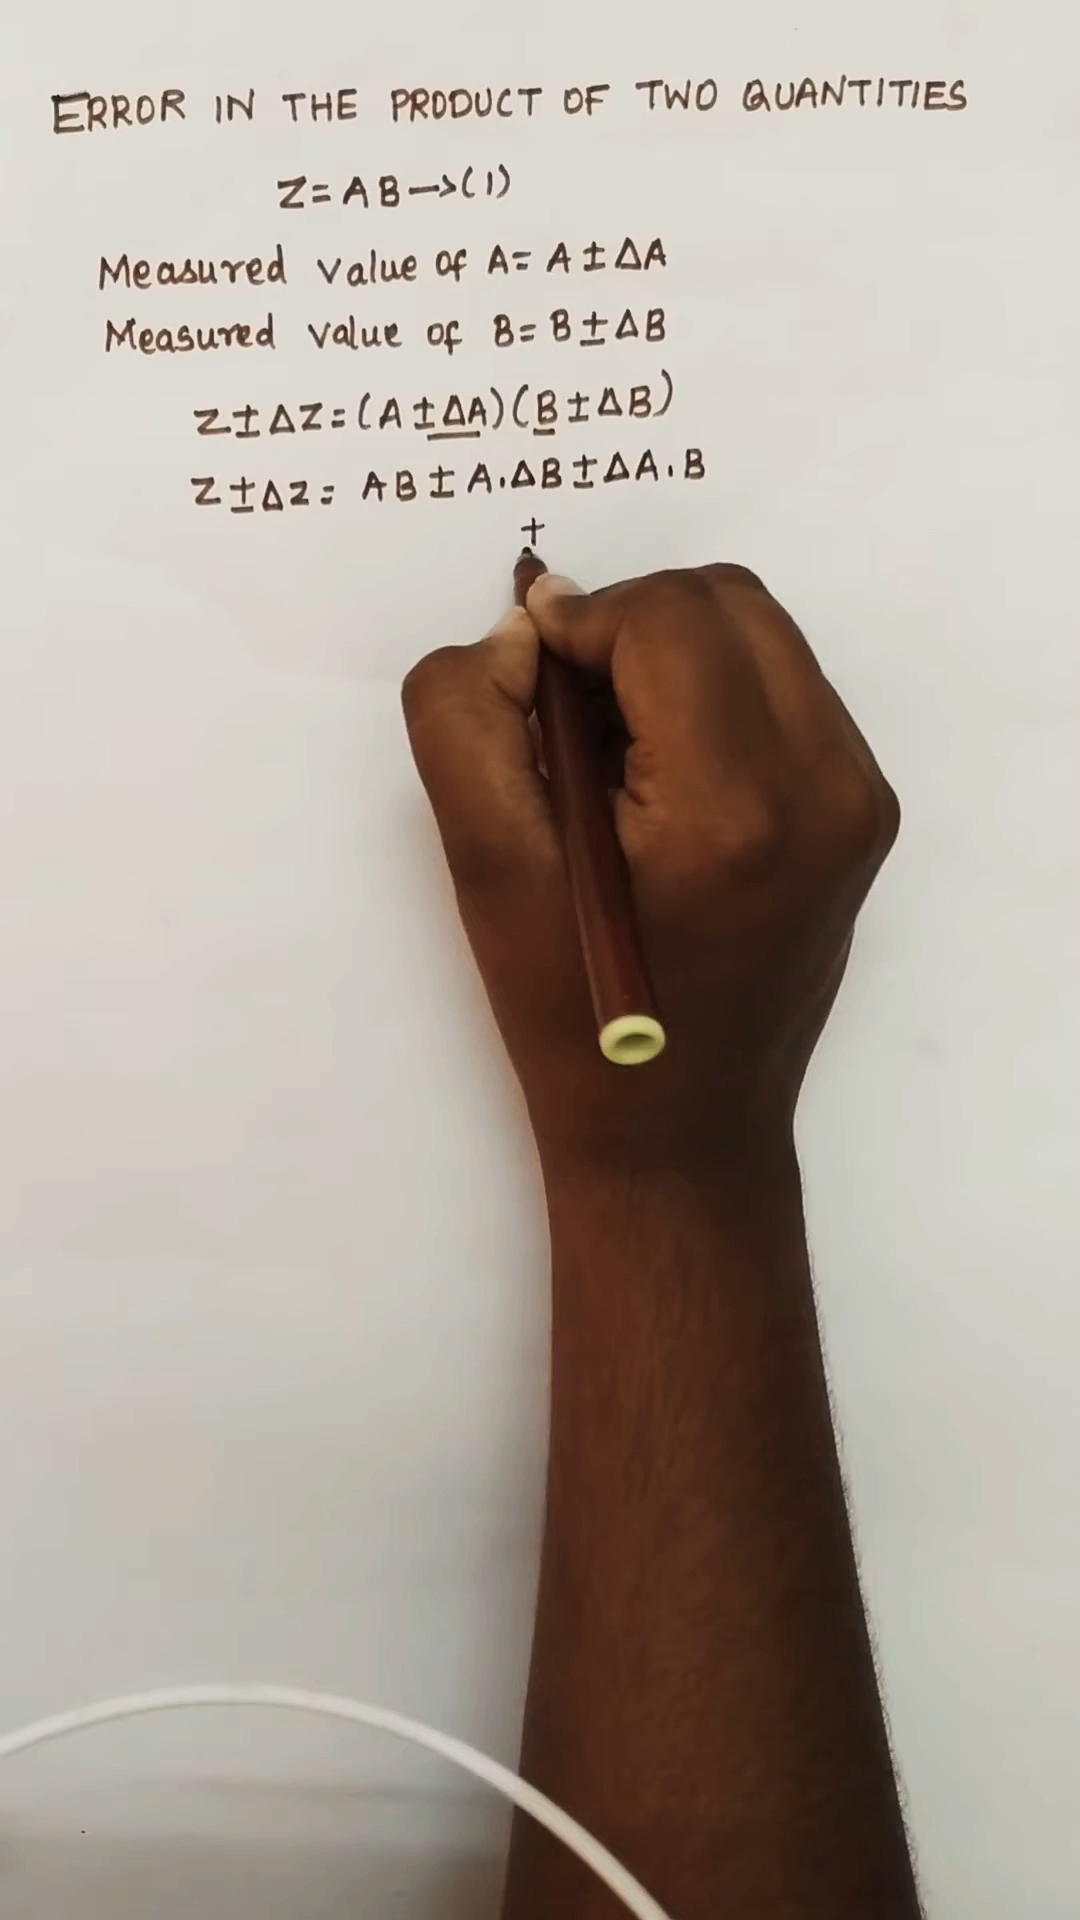 ERROR IN THE PRODUCT OF TWO QUANTITIES
Z=AB→(1)
Measured value of A= A±ΔA
Measured value of B= B±ΔB
Z±ΔZ=(A±ΔA)(B±ΔB)
Z±ΔZ= AB±A.ΔB±ΔA.B
+